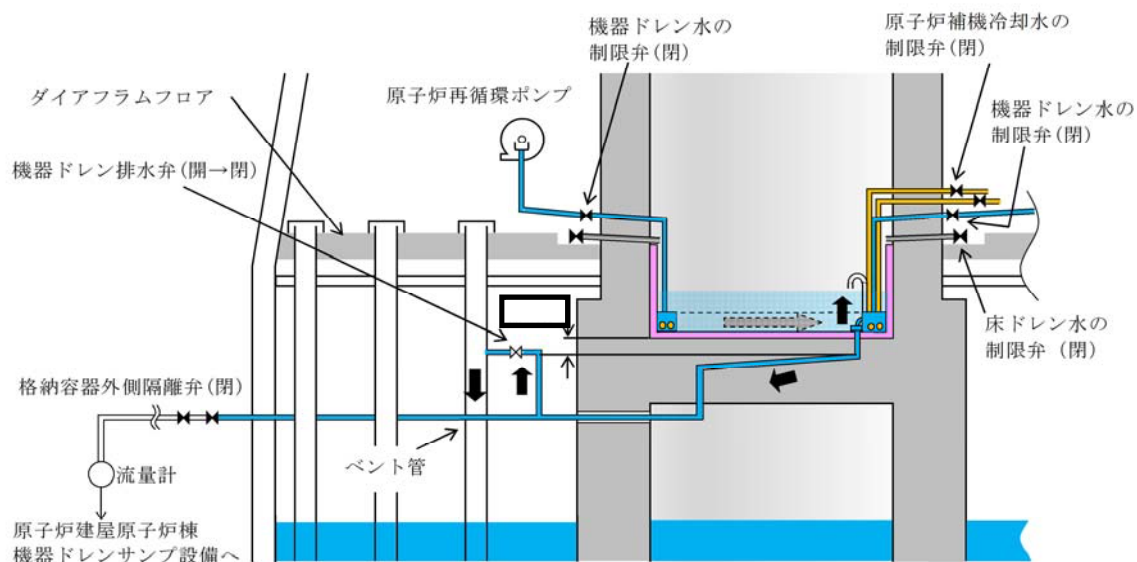 機器ドレン水の
制限弁(閉)
原子炉補機冷却水の
制限弁(閉)
ダイアフラムフロア
原子炉再循環ポンプ
機器ドレン水の
制限弁(閉)
機器ドレン排水弁(開→閉)
床ドレン水の
制限弁 (閉)
格納容器外側隔離弁(閉)
ベント管
流量計
原子炉建屋原子炉棟
機器ドレンサンプ設備へ